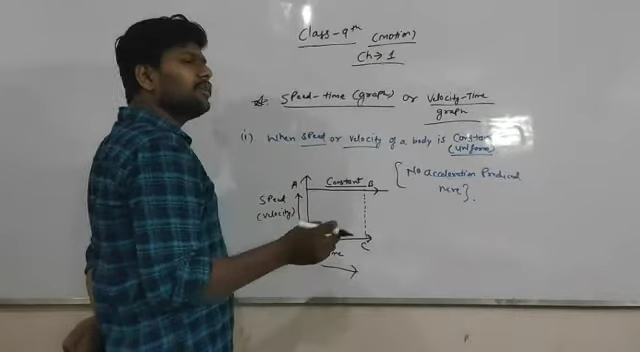 Class-9th (motion)
Ch→1
Speed-time (graph) or Velocity-Time graph
(i) When speed or velocity of a body is Constant (uniform)
{No acceleration Produced here}.
A Constant B
Speed (velocity)
C